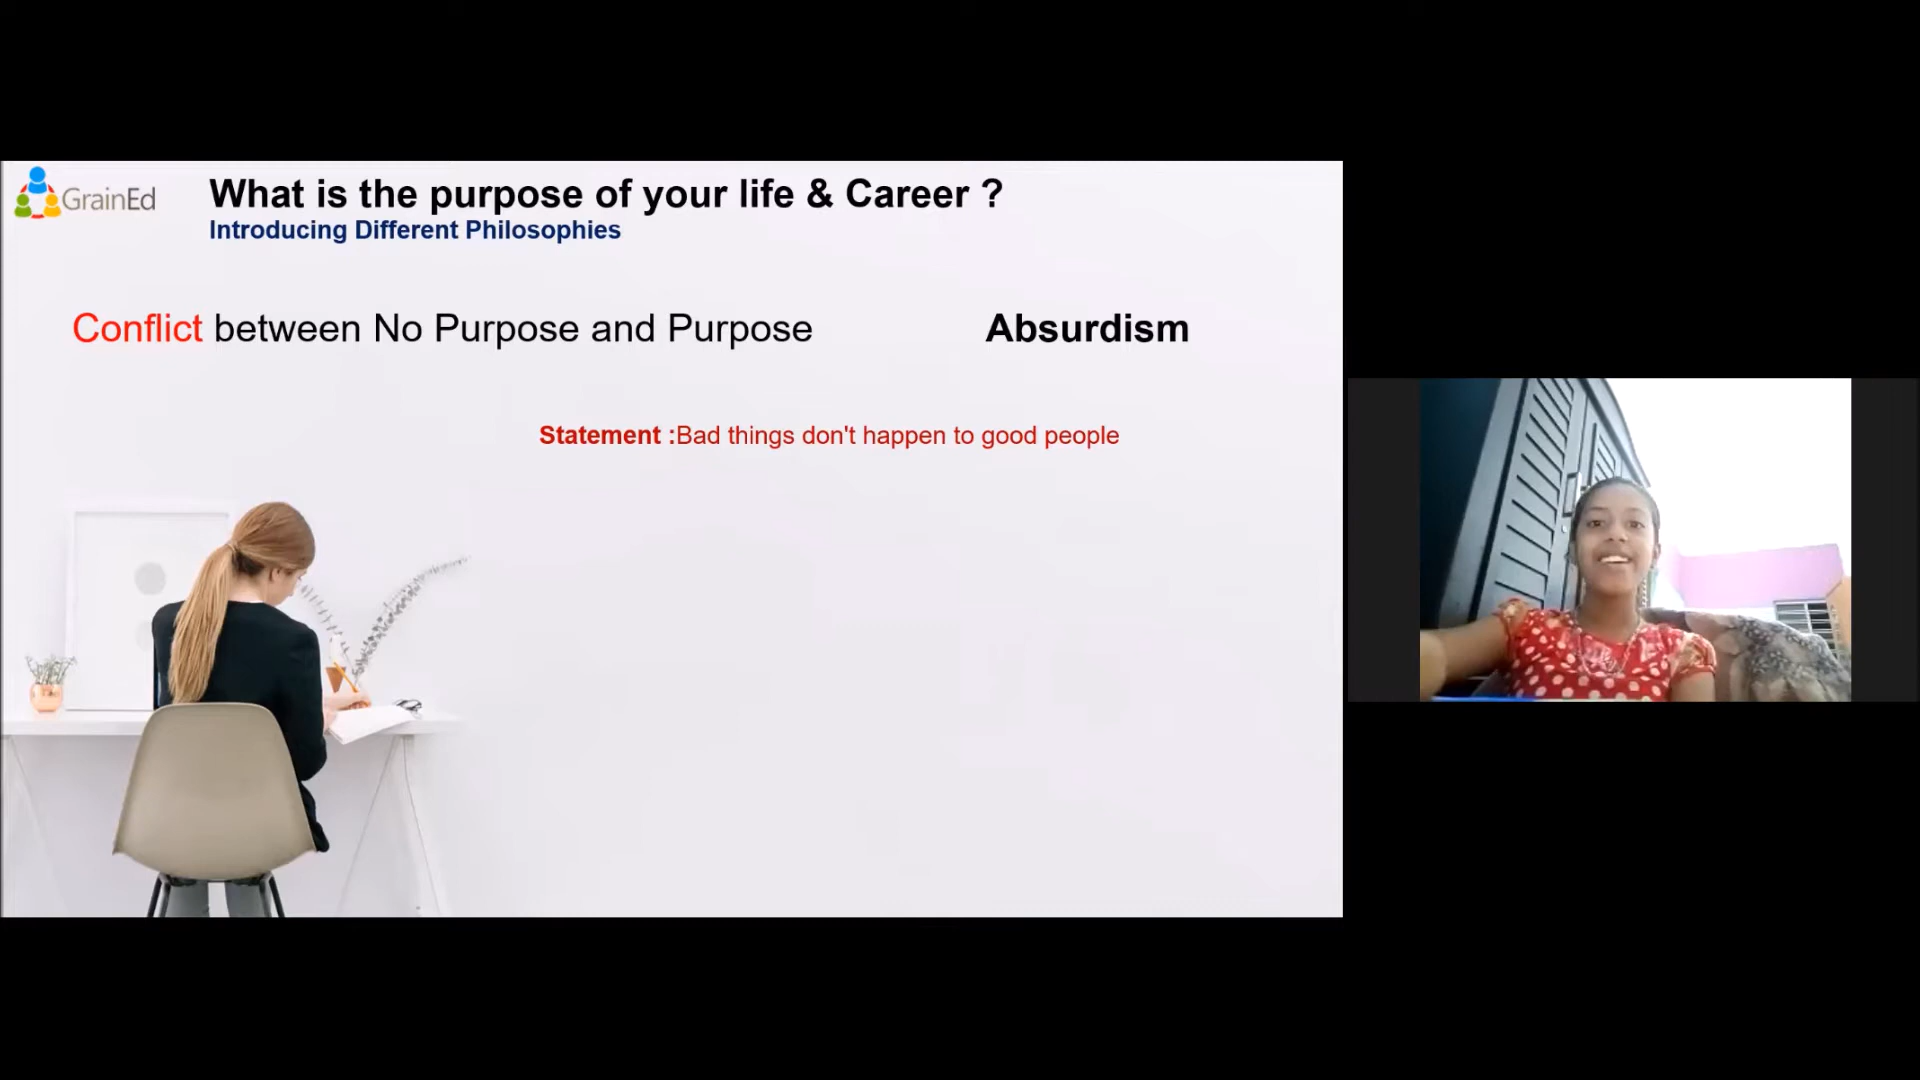 GrainEd
What is the purpose of your life & Career ?
Introducing Different Philosophies
Conflict between No Purpose and Purpose
Absurdism
Statement :Bad things don't happen to good people